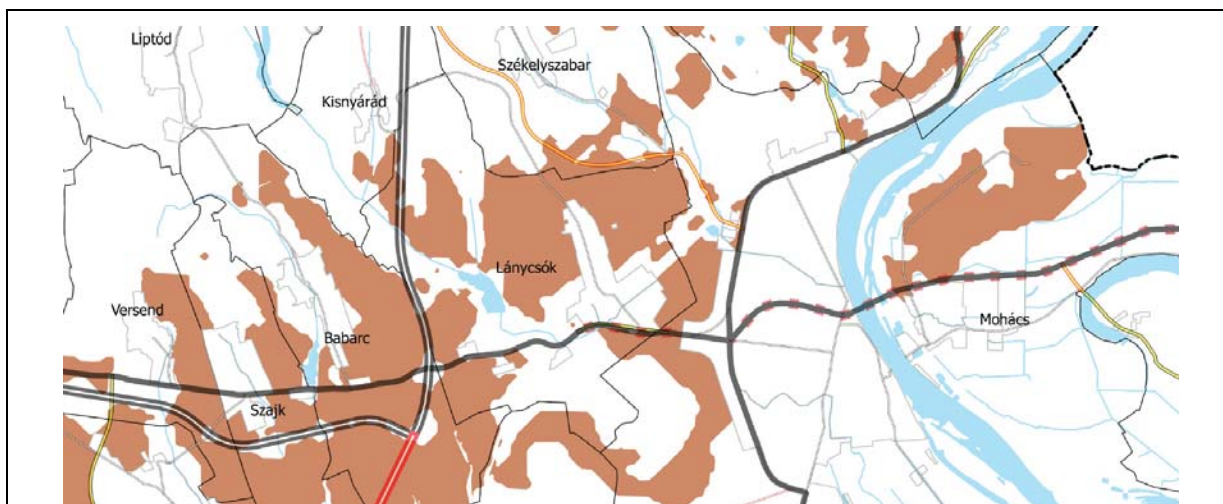 Liptód
Székelyszabar
Kisnyárád
Lánycsók
Versend
Babarc
Mohács
Szajk